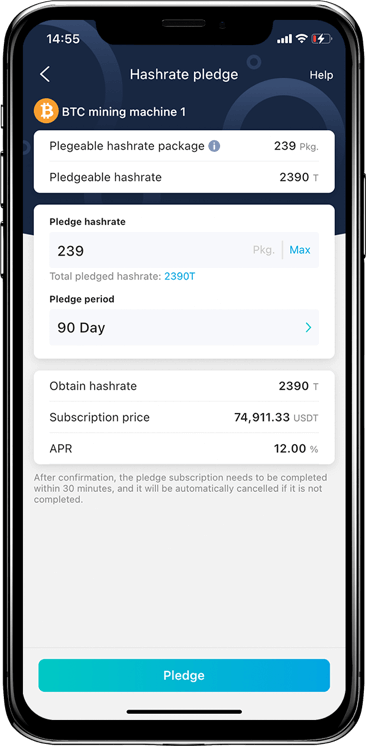 14:55
Hashrate pledge Help
BTC mining machine 1
Plegeable hashrate package 239 Pkg.
Pledgeable hashrate 2390 T
Pledge hashrate
239 Pkg. Max
Total pledged hashrate: 2390T
Pledge period
90 Day
Obtain hashrate 2390 T
Subscription price 74,911.33 USDT
APR 12.00 %
After confirmation, the pledge subscription needs to be completed
within 30 minutes, and it will be automatically cancelled if it is not
completed.
Pledge